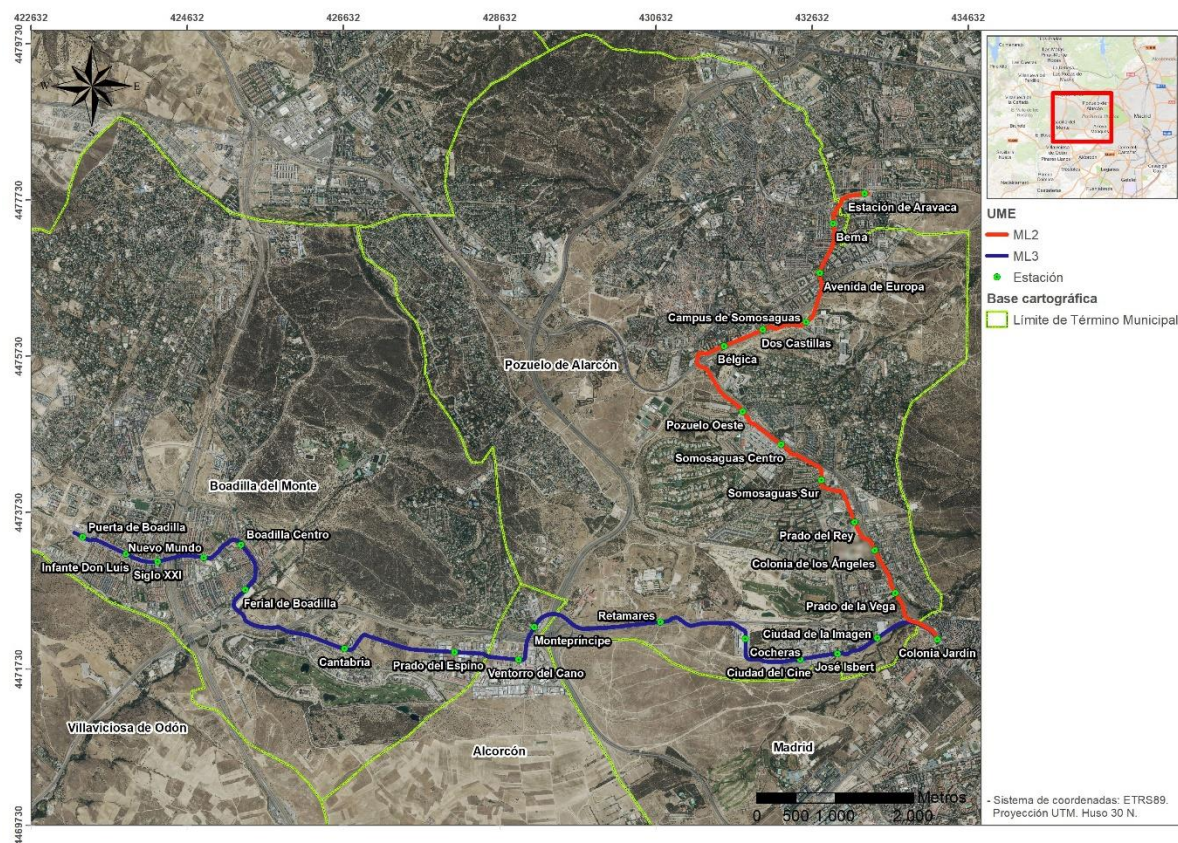 422632 424632 426632 428632 430632 432632 434632
4479730
4477730
4475730
4473730
4471730
4469730
W E
Estación de Aravaca
Berna
Avenida de Europa
Campus de Somosaguas
Dos Castillas
Bélgica
Pozuelo de Alarcón
Pozuelo Oeste
Somosaguas Centro
Somosaguas Sur
Boadilla del Monte
Prado del Rey
Colonia de los Ángeles
Puerta de Boadilla
Boadilla Centro
Nuevo Mundo
Infante Don Luis
Siglo XXI
Ferial de Boadilla
Prado de la Vega
Retamares
Montepríncipe
Ciudad de la Imagen
Colonia Jardín
Cocheras
Cantabria
Prado del Espino
Ventorro del Cano
José Isbert
Ciudad del Cine
Villaviciosa de Odón
Alcorcón
Madrid
Metros
0 500 1.000 2.000
Madrid
UME
ML2
ML3
Estación
Base cartográfica
Límite de Término Municipal
- Sistema de coordenadas: ETRS89.
Proyección UTM. Huso 30 N.